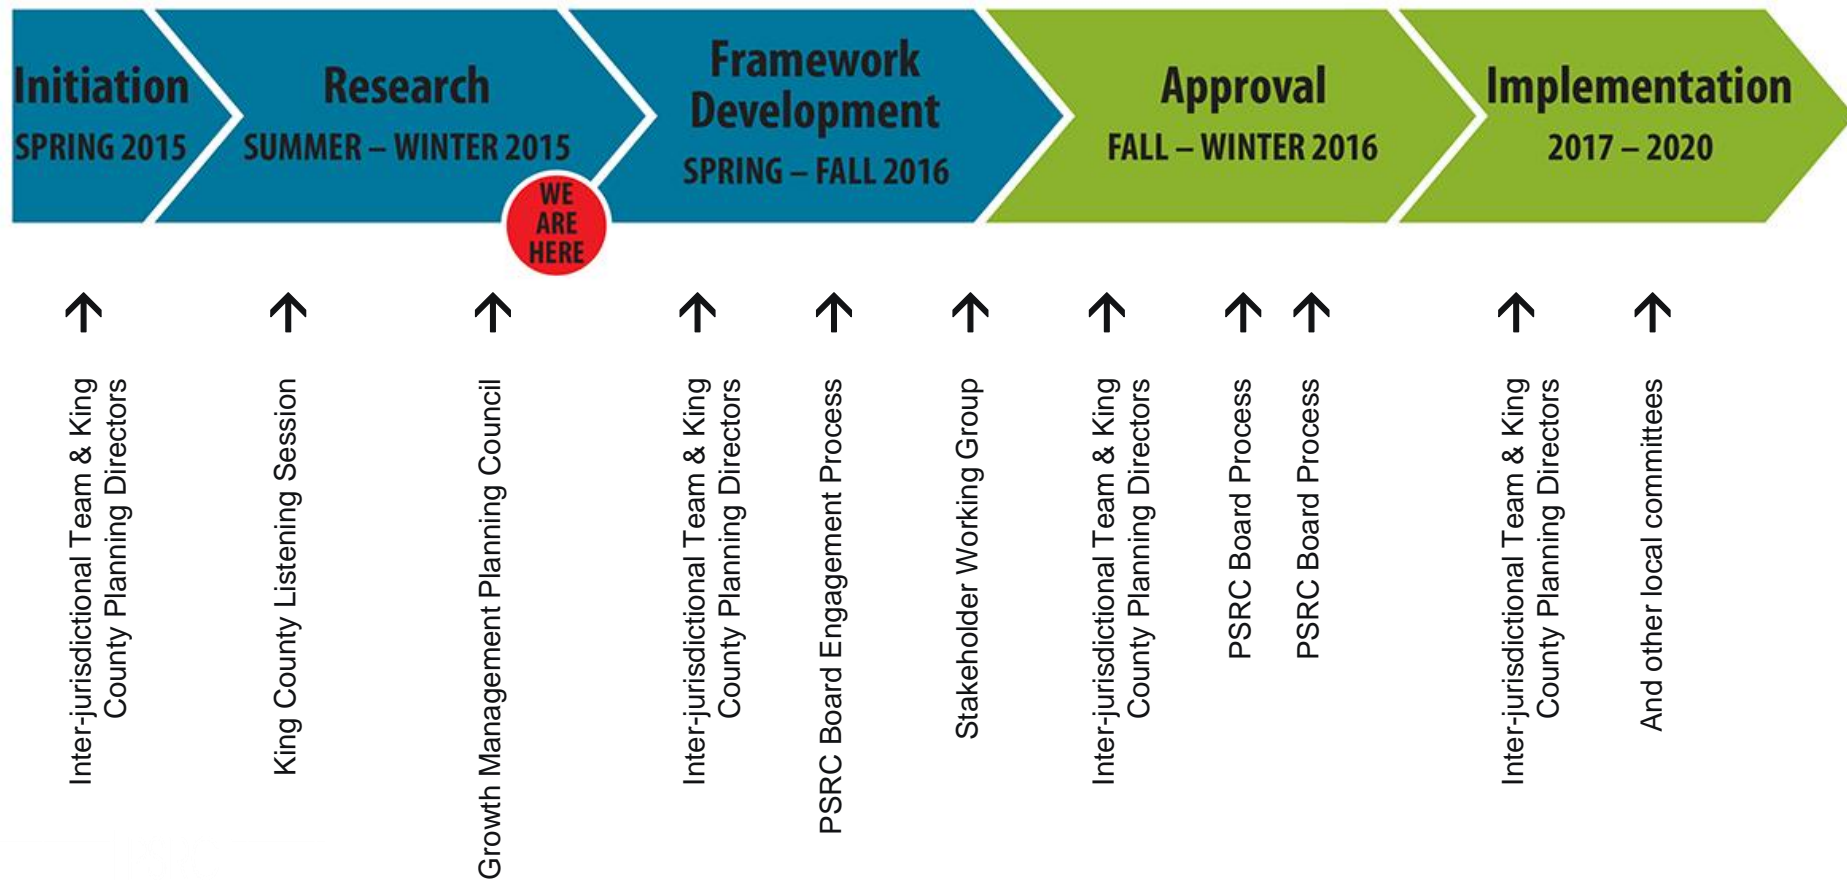 Initiation
SPRING 2015
Research
SUMMER – WINTER 2015
Framework
Development
SPRING – FALL 2016
Approval
FALL – WINTER 2016
Implementation
2017 – 2020
WE
ARE
HERE
Inter-jurisdictional Team & King
County Planning Directors
King County Listening Session
Growth Management Planning Council
Inter-jurisdictional Team & King
County Planning Directors
PSRC Board Engagement Process
Stakeholder Working Group
Inter-jurisdictional Team & King
County Planning Directors
PSRC Board Process
PSRC Board Process
Inter-jurisdictional Team & King
County Planning Directors
And other local committees